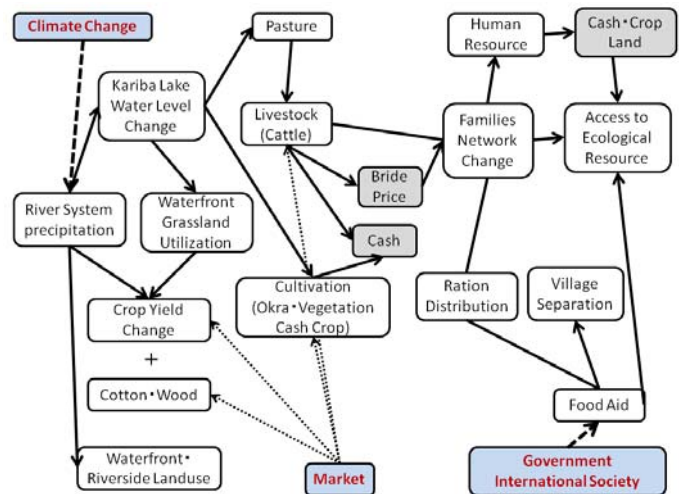 Climate Change
Pasture
Human
Resource
Cash・Crop
Land
Kariba Lake
Water Level
Change
Livestock
(Cattle)
Families
Network
Change
Access to
Ecological
Resource
Bride
Price
River System
precipitation
Waterfront
Grassland
Utilization
Cash
Cultivation
(Okra・Vegetation
Cash Crop)
Ration
Distribution
Village
Separation
Crop Yield
Change
+
Cotton・Wood
Food Aid
Waterfront・
Riverside Landuse
Market
Government
International Society